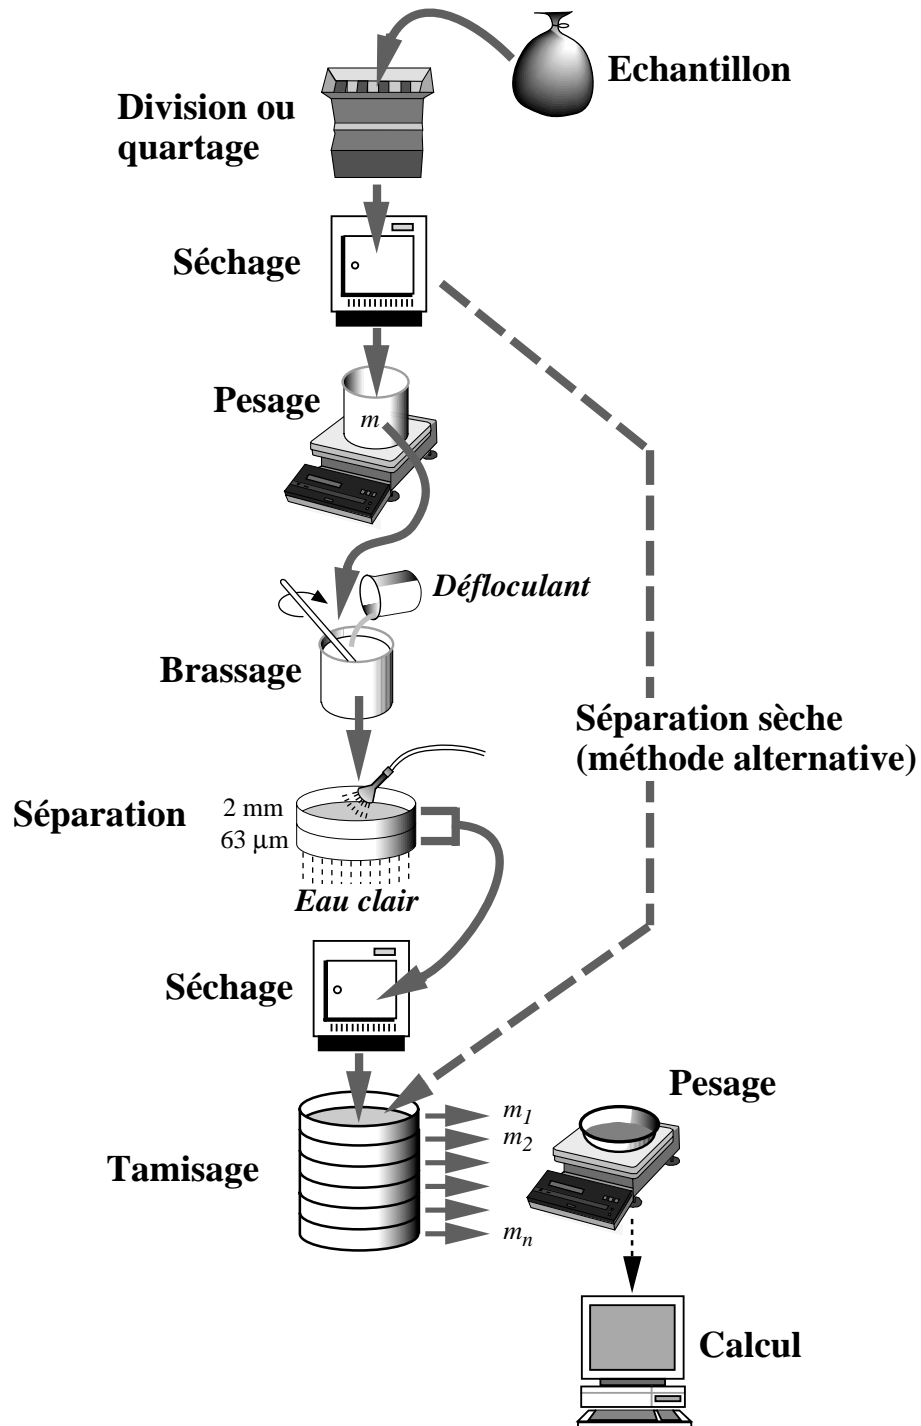 Echantillon
Division ou
quartage
Séchage
Pesage
m
Défloculant
Brassage
Séparation sèche
(méthode alternative)
Séparation
2 mm
63 μm
Eau clair
Séchage
Pesage
m1
m2
Tamisage
mn
Calcul